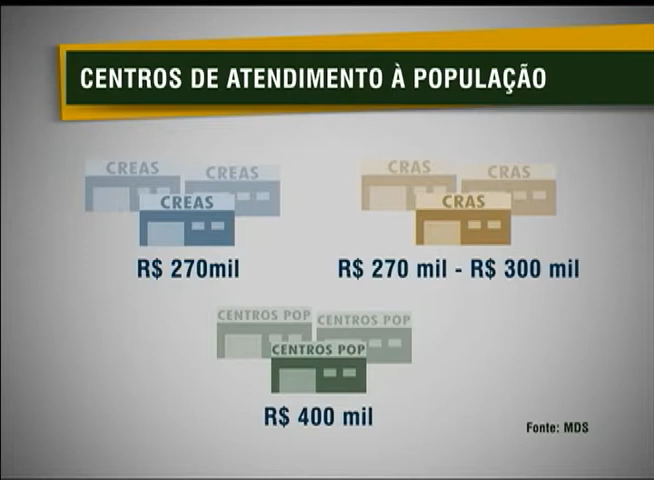 CENTROS DE ATENDIMENTO À POPULAÇÃO
CREAS
CREAS
CREAS
R$ 270mil
CRAS
CRAS
CRAS
R$ 270 mil - R$ 300 mil
CENTROS POP
CENTROS POP
CENTROS POP
R$ 400 mil
Fonte: MDS